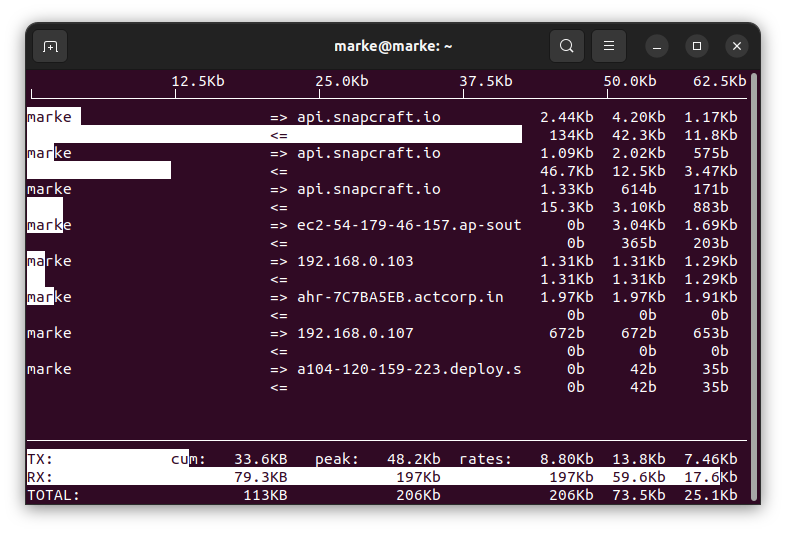 marke@marke: ~
12.5Kb 25.0Kb 37.5Kb 50.0Kb 62.5Kb
marke => api.snapcraft.io 2.44Kb 4.20Kb 1.17Kb
<= 134Kb 42.3Kb 11.8Kb
marke => api.snapcraft.io 1.09Kb 2.02Kb 575b
<= 46.7Kb 12.5Kb 3.47Kb
marke => api.snapcraft.io 1.33Kb 614b 171b
<= 15.3Kb 3.10Kb 883b
marke => ec2-54-179-46-157.ap-sout 0b 3.04Kb 1.69Kb
<= 0b 365b 203b
marke => 192.168.0.103 1.31Kb 1.31Kb 1.29Kb
<= 1.31Kb 1.31Kb 1.29Kb
marke => ahr-7C7BA5EB.actcorp.in 1.97Kb 1.97Kb 1.91Kb
<= 0b 0b 0b
marke => 192.168.0.107 672b 672b 653b
<= 0b 0b 0b
marke => a104-120-159-223.deploy.s 0b 42b 35b
<= 0b 42b 35b
TX: cum: 33.6KB peak: 48.2Kb rates: 8.80Kb 13.8Kb 7.46Kb
RX: 79.3KB 197Kb 197Kb 59.6Kb 17.6Kb
TOTAL: 113KB 206Kb 206Kb 73.5Kb 25.1Kb